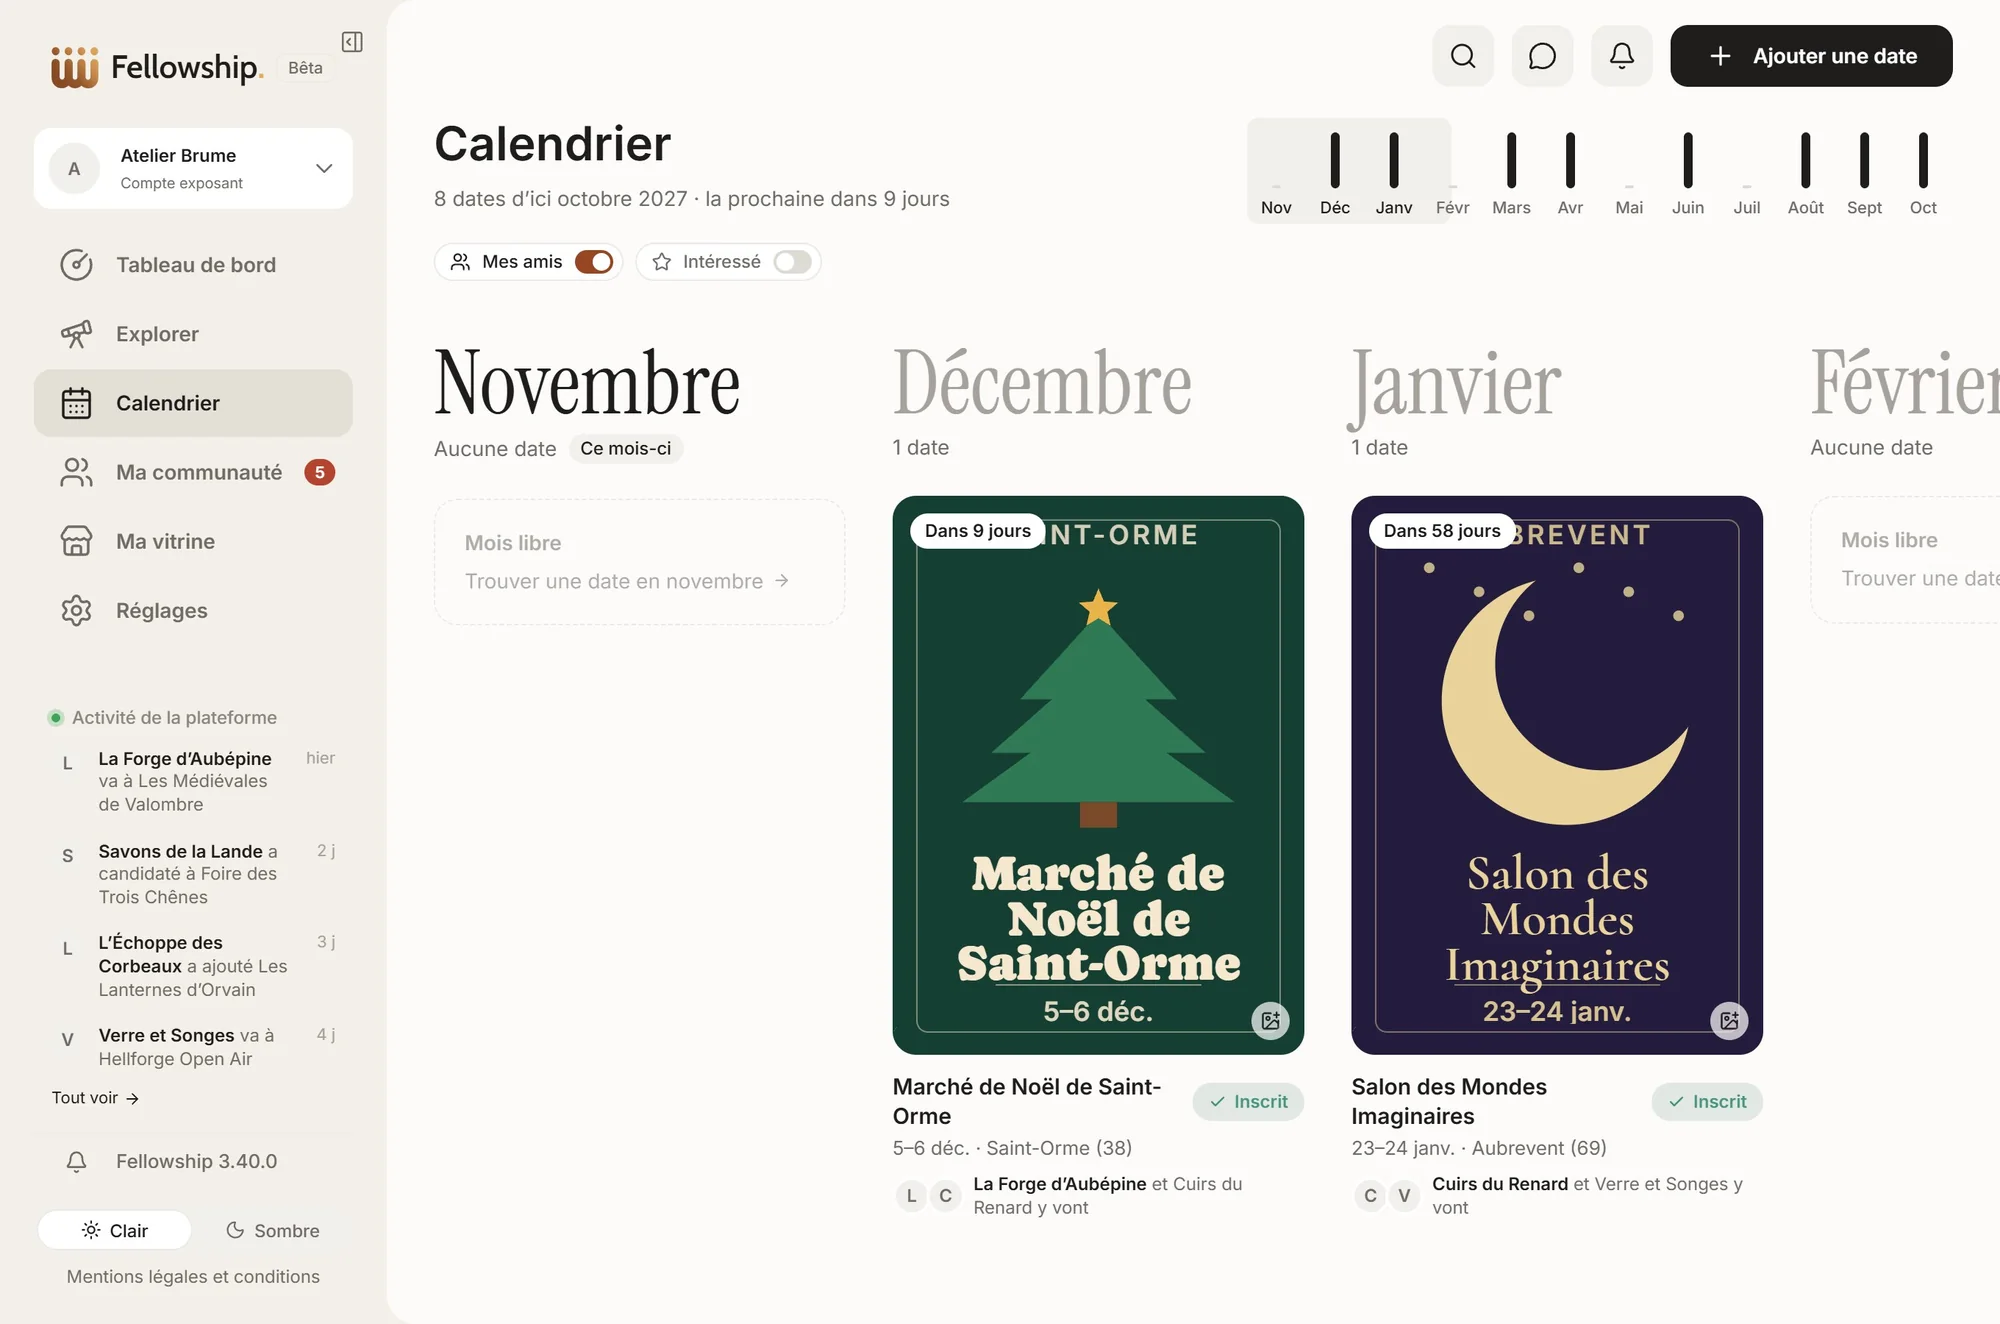 Fellowship.
Bêta
A
Atelier Brume
Compte exposant
Tableau de bord
Explorer
Calendrier
Ma communauté
5
Ma vitrine
Réglages
Activité de la plateforme
L
La Forge d’Aubépine
hier
va à Les Médiévales
de Valombre
S
Savons de la Lande a
2 j
candidaté à Foire des
Trois Chênes
L
L’Échoppe des
3 j
Corbeaux a ajouté Les
Lanternes d’Orvain
V
Verre et Songes va à
4 j
Hellforge Open Air
Tout voir →
Fellowship 3.40.0
Clair
Sombre
Mentions légales et conditions
Ajouter une date
Calendrier
8 dates d’ici octobre 2027 · la prochaine dans 9 jours
Nov Déc Janv Févr Mars Avr Mai Juin Juil Août Sept Oct
Mes amis
Intéressé
Novembre
Aucune date
Ce mois-ci
Mois libre
Trouver une date en novembre →
Décembre
1 date
Dans 9 jours
INT-ORME
Marché de
Noël de
Saint-Orme
5–6 déc.
Marché de Noël de Saint-
Orme
Inscrit
5–6 déc. · Saint-Orme (38)
L C
La Forge d’Aubépine et Cuirs du
Renard y vont
Janvier
1 date
Dans 58 jours
BREVENT
Salon des
Mondes
Imaginaires
23–24 janv.
Salon des Mondes
Imaginaires
Inscrit
23–24 janv. · Aubrevent (69)
C V
Cuirs du Renard et Verre et Songes y
vont
Février
Aucune date
Mois libre
Trouver une date